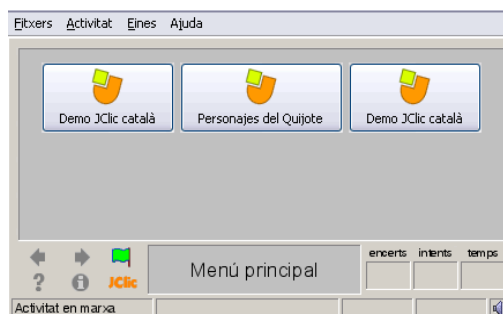 Fitxers Activitat Eines Ajuda
Demo JClic català Personajes del Quijote Demo JClic català
encerts intents temps
Menú principal
? i JClic
Activitat en marxa